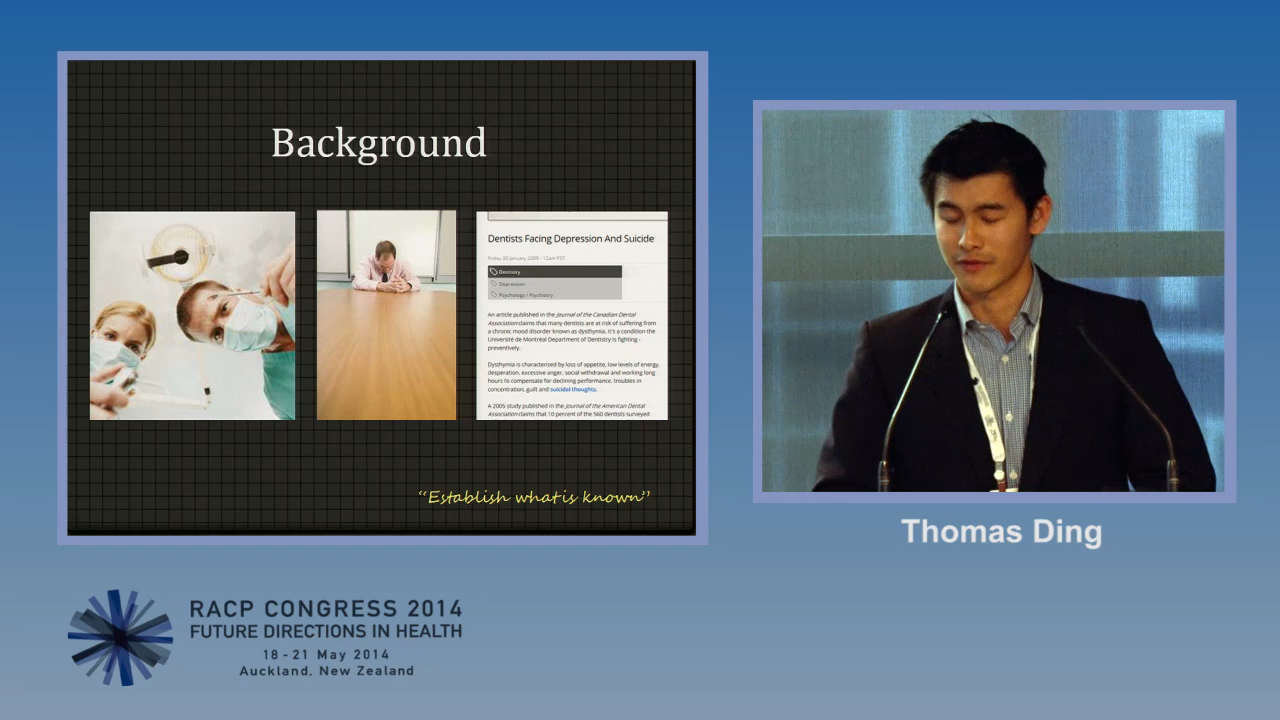 Background
Dentists Facing Depression And Suicide
Friday 30 January 2009 - 12am PST
Dentistry
Depression
Psychology / Psychiatry
An article published in the Journal of the Canadian Dental
Association claims that many dentists are at risk of suffering from
a chronic mood disorder known as dysthymia. It's a condition the
Université de Montréal Department of Dentistry is fighting -
preventively.
Dysthymia is characterized by loss of appetite, low levels of energy,
desperation, excessive anger, social withdrawal and working long
hours to compensate for declining performance, troubles in
concentration, guilt and suicidal thoughts.
A 2005 study published in the Journal of the American Dental
Association claims that 10 percent of the 560 dentists surveyed
“Establish what is known”
Thomas Ding
RACP CONGRESS 2014
FUTURE DIRECTIONS IN HEALTH
18 - 21 May 2014
Auckland, New Zealand